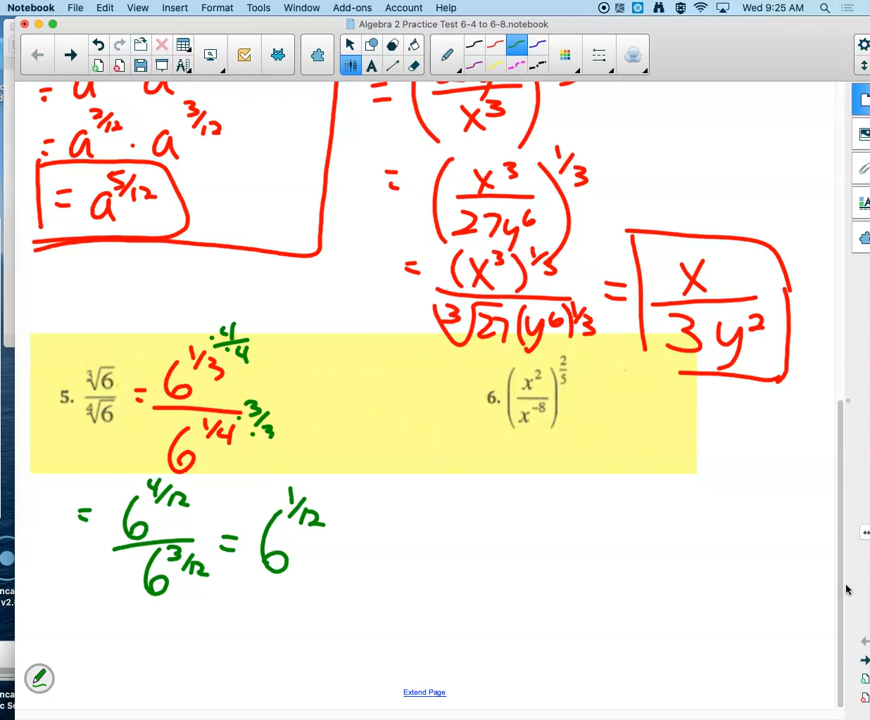 Notebook File Edit View Insert Format Tools Add-ons Account Help Wed 9:25 AM
Algebra 2 Practice Test 6-4 to 6-8.notebook
= a a
= a^2/12 · a^3/12
= a^5/12
x^3
= (x^3/27y^6)^1/3
= (x^3)^1/3/∛27(y^6)^1/3 = x/3y^2
5. ∛6/∜6 = 6^1/3 ·4/·4 / 6^1/4 ·3/·3
6. (x^2/x^-8)^2/5
= 6^4/12/6^3/12 = 6^1/12
Extend Page